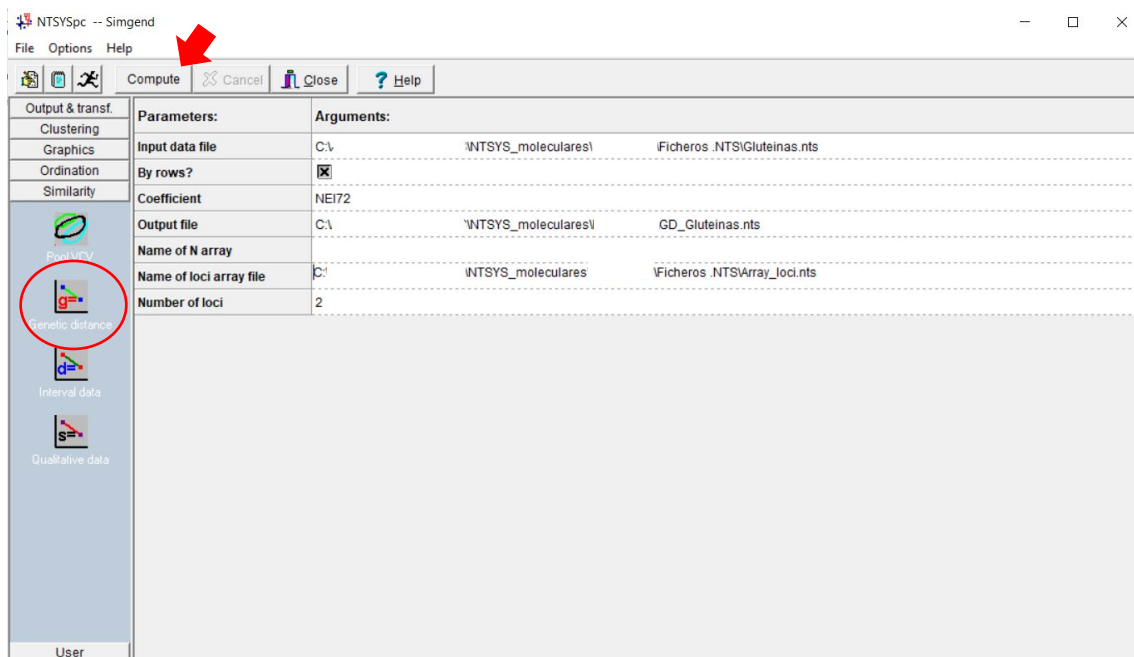 NTSYSpc -- Simgend
File Options Help
Compute Cancel Close ? Help
Output & transf.
Clustering
Graphics
Ordination
Similarity
Pool VCV
Genetic distance
Interval data
Qualitative data
User
Parameters: Arguments:
Input data file C:\ \NTSYS_moleculares\ \Ficheros .NTS\Gluteinas.nts
By rows?
Coefficient NEI72
Output file C:\ \NTSYS_moleculares\ GD_Gluteinas.nts
Name of N array
Name of loci array file C: \NTSYS_moleculares \Ficheros .NTS\Array_loci.nts
Number of loci 2
g=
d=
s=